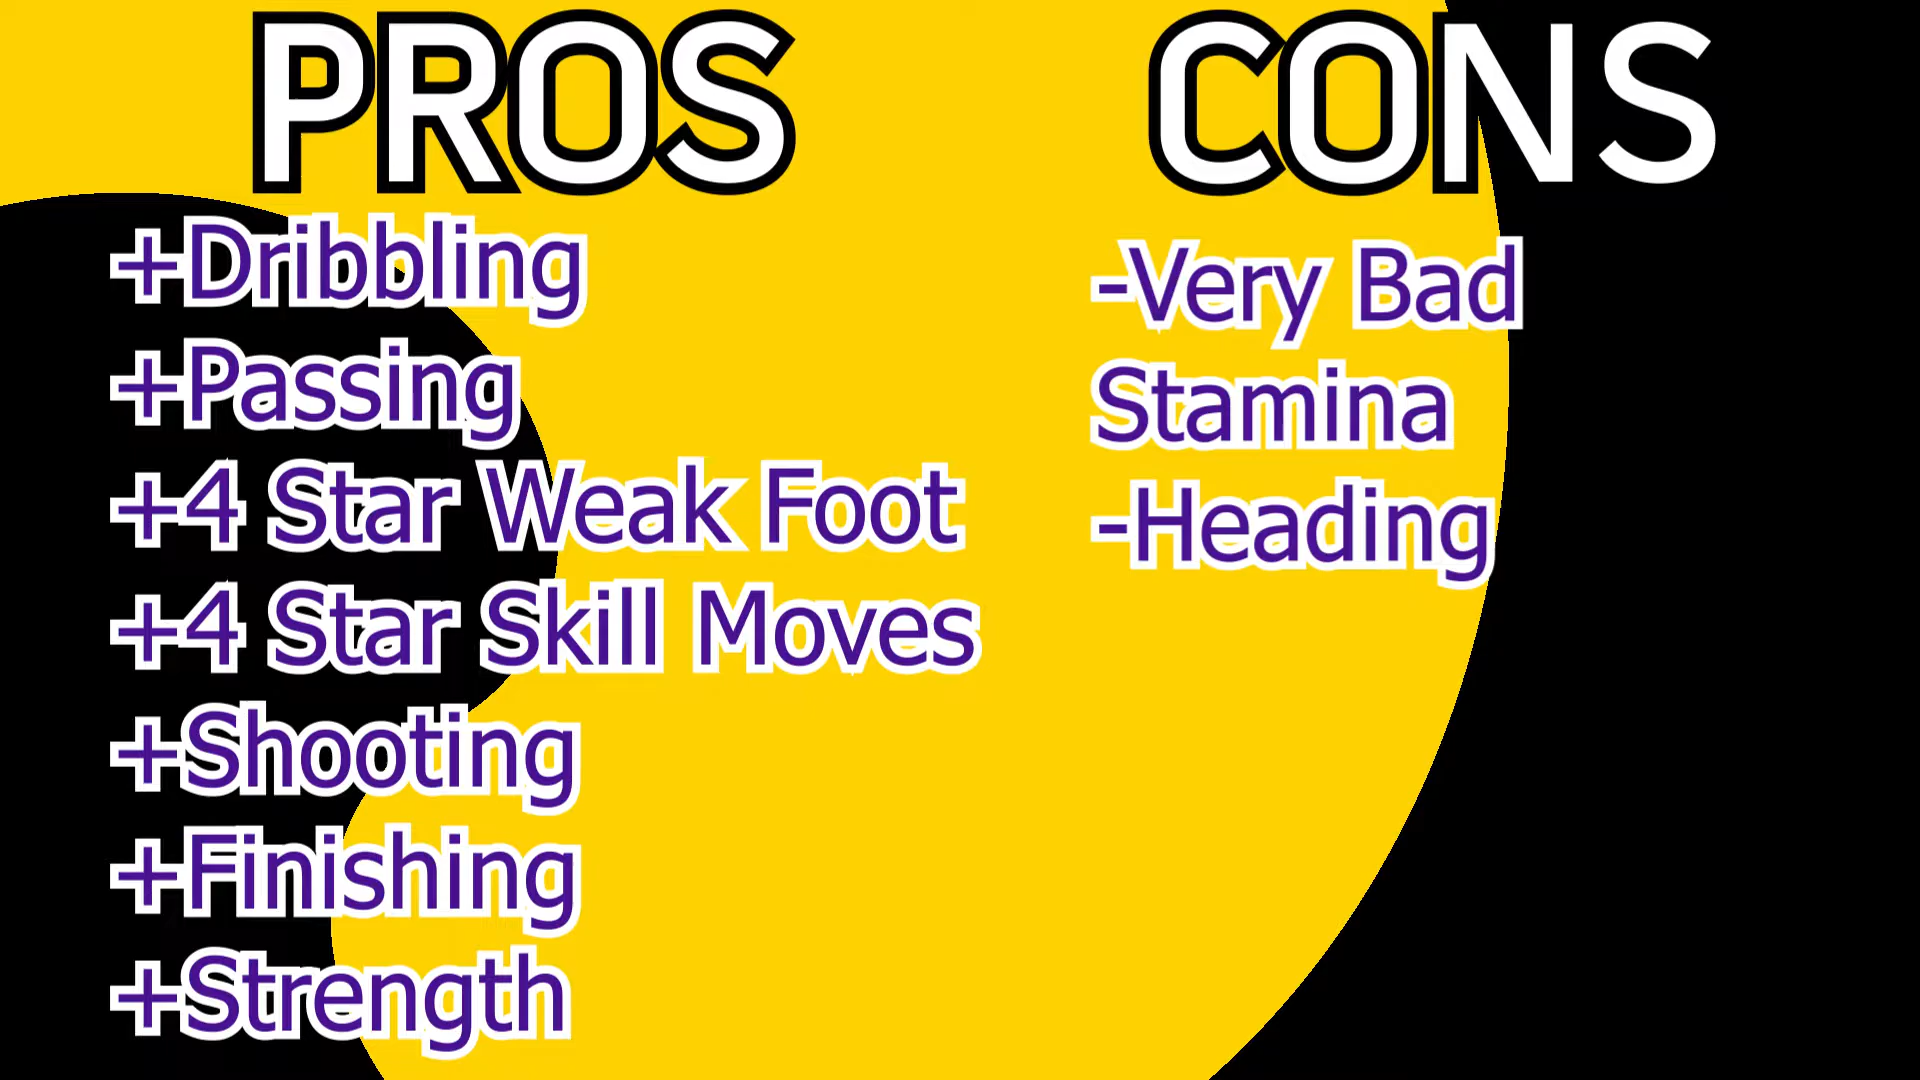 PROS
+Dribbling
+Passing
+4 Star Weak Foot
+4 Star Skill Moves
+Shooting
+Finishing
+Strength
CONS
-Very Bad
Stamina
-Heading